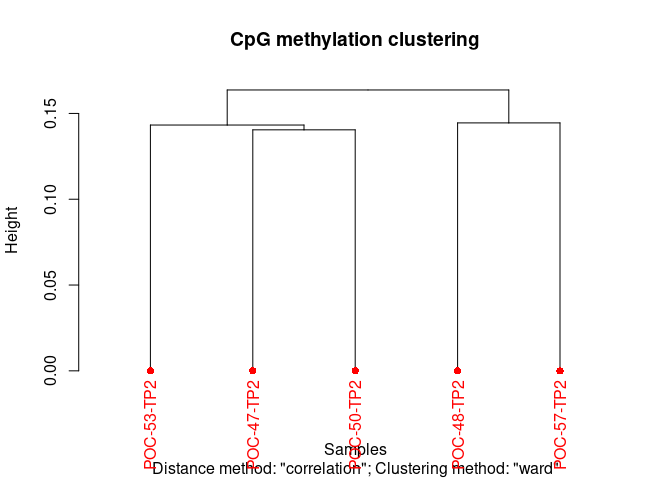 CpG methylation clustering
Height
0.15
0.10
0.05
0.00
POC-53-TP2
POC-47-TP2
POC-50-TP2
POC-48-TP2
POC-57-TP2
Samples
Distance method: "correlation"; Clustering method: "ward"